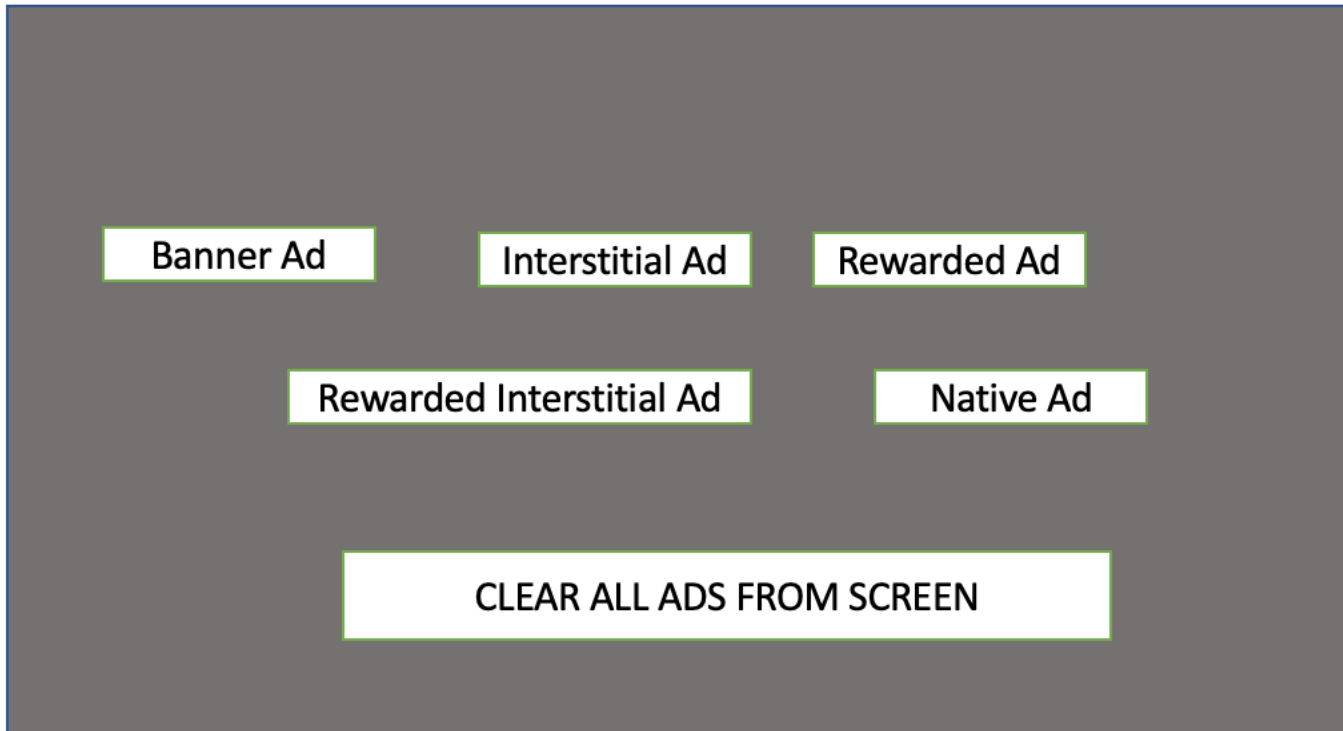 Banner Ad
Interstitial Ad
Rewarded Ad
Rewarded Interstitial Ad
Native Ad
CLEAR ALL ADS FROM SCREEN